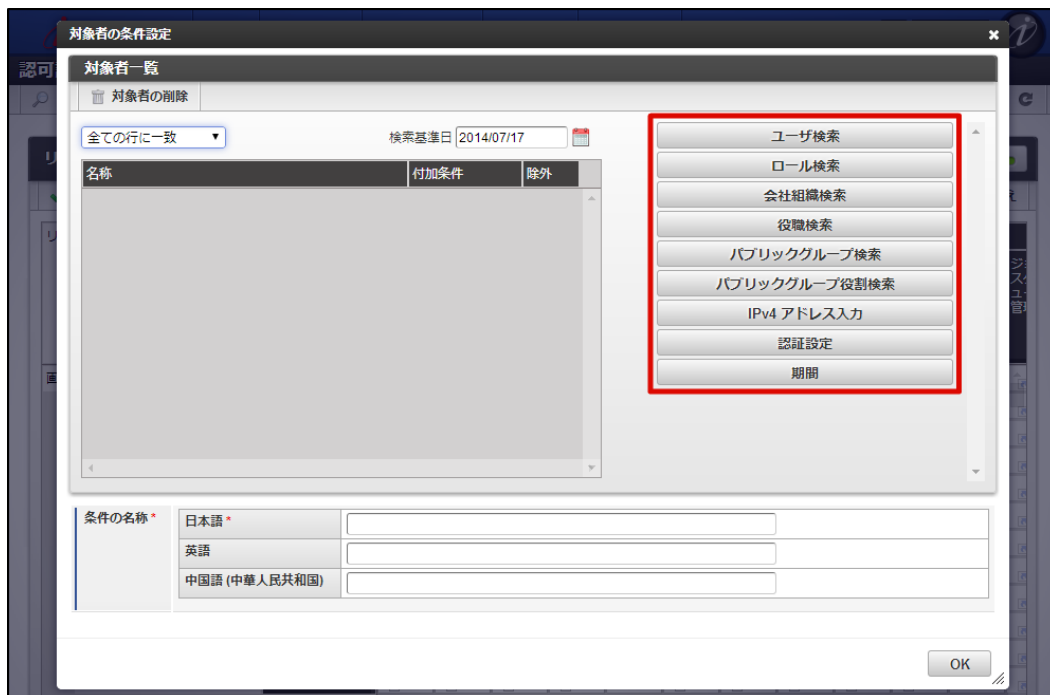 対象者の条件設定
認可
対象者一覧
対象者の削除
全ての行に一致
検索基準日 2014/07/17
名称 付加条件 除外
ユーザ検索
ロール検索
会社組織検索
役職検索
パブリックグループ検索
パブリックグループ役割検索
IPv4 アドレス入力
認証設定
期間
条件の名称*
日本語*
英語
中国語 (中華人民共和国)
OK